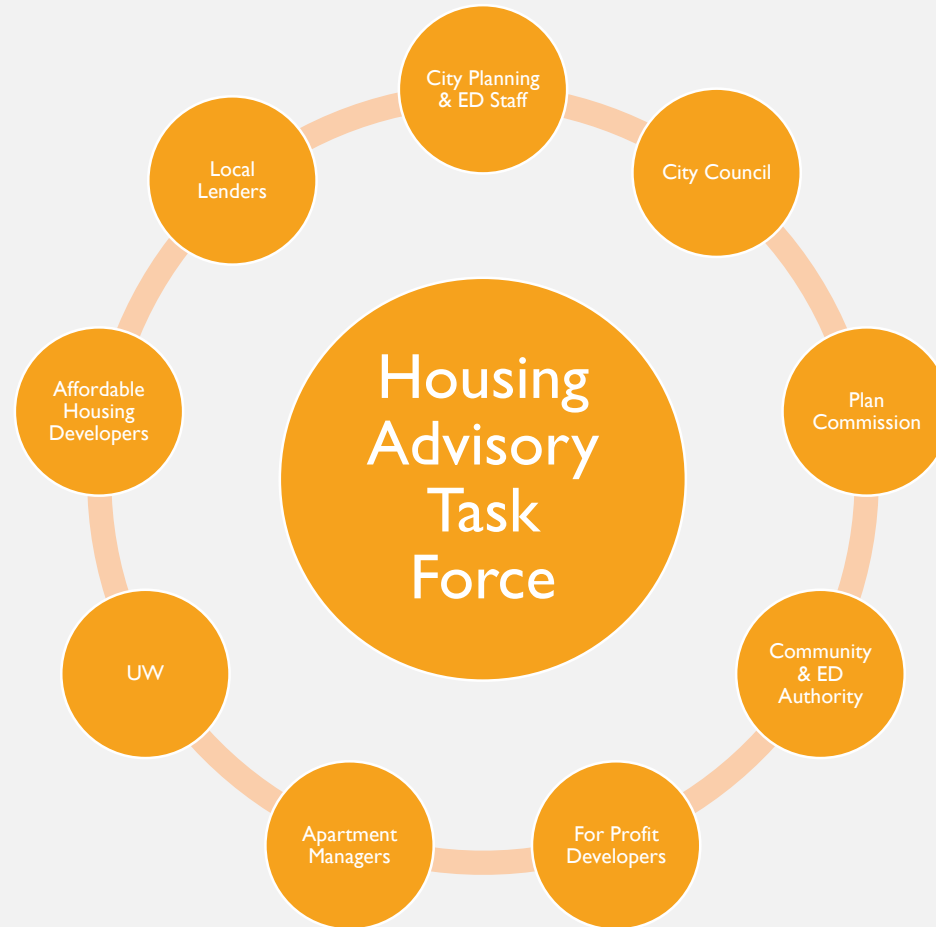 City Planning
& ED Staff
City Council
Plan
Commission
Community
& ED
Authority
For Profit
Developers
Apartment
Managers
UW
Affordable
Housing
Developers
Local
Lenders
Housing
Advisory
Task
Force